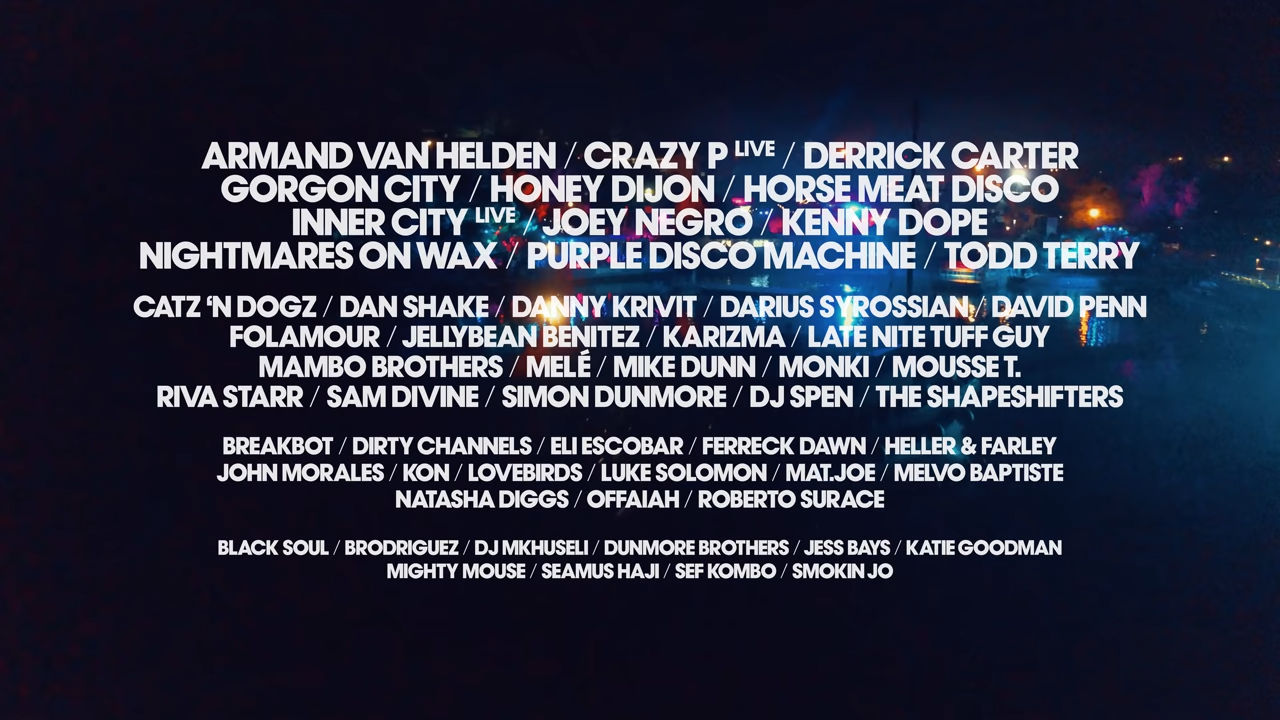 ARMAND VAN HELDEN / CRAZY P LIVE / DERRICK CARTER
GORGON CITY / HONEY DIJON / HORSE MEAT DISCO
INNER CITY LIVE / JOEY NEGRO / KENNY DOPE
NIGHTMARES ON WAX / PURPLE DISCO MACHINE / TODD TERRY
CATZ ‘N DOGZ / DAN SHAKE / DANNY KRIVIT / DARIUS SYROSSIAN / DAVID PENN
FOLAMOUR / JELLYBEAN BENITEZ / KARIZMA / LATE NITE TUFF GUY
MAMBO BROTHERS / MELÉ / MIKE DUNN / MONKI / MOUSSE T.
RIVA STARR / SAM DIVINE / SIMON DUNMORE / DJ SPEN / THE SHAPESHIFTERS
BREAKBOT / DIRTY CHANNELS / ELI ESCOBAR / FERRECK DAWN / HELLER & FARLEY
JOHN MORALES / KON / LOVEBIRDS / LUKE SOLOMON / MAT.JOE / MELVO BAPTISTE
NATASHA DIGGS / OFFAIAH / ROBERTO SURACE
BLACK SOUL / BRODRIGUEZ / DJ MKHUSELI / DUNMORE BROTHERS / JESS BAYS / KATIE GOODMAN
MIGHTY MOUSE / SEAMUS HAJI / SEF KOMBO / SMOKIN JO